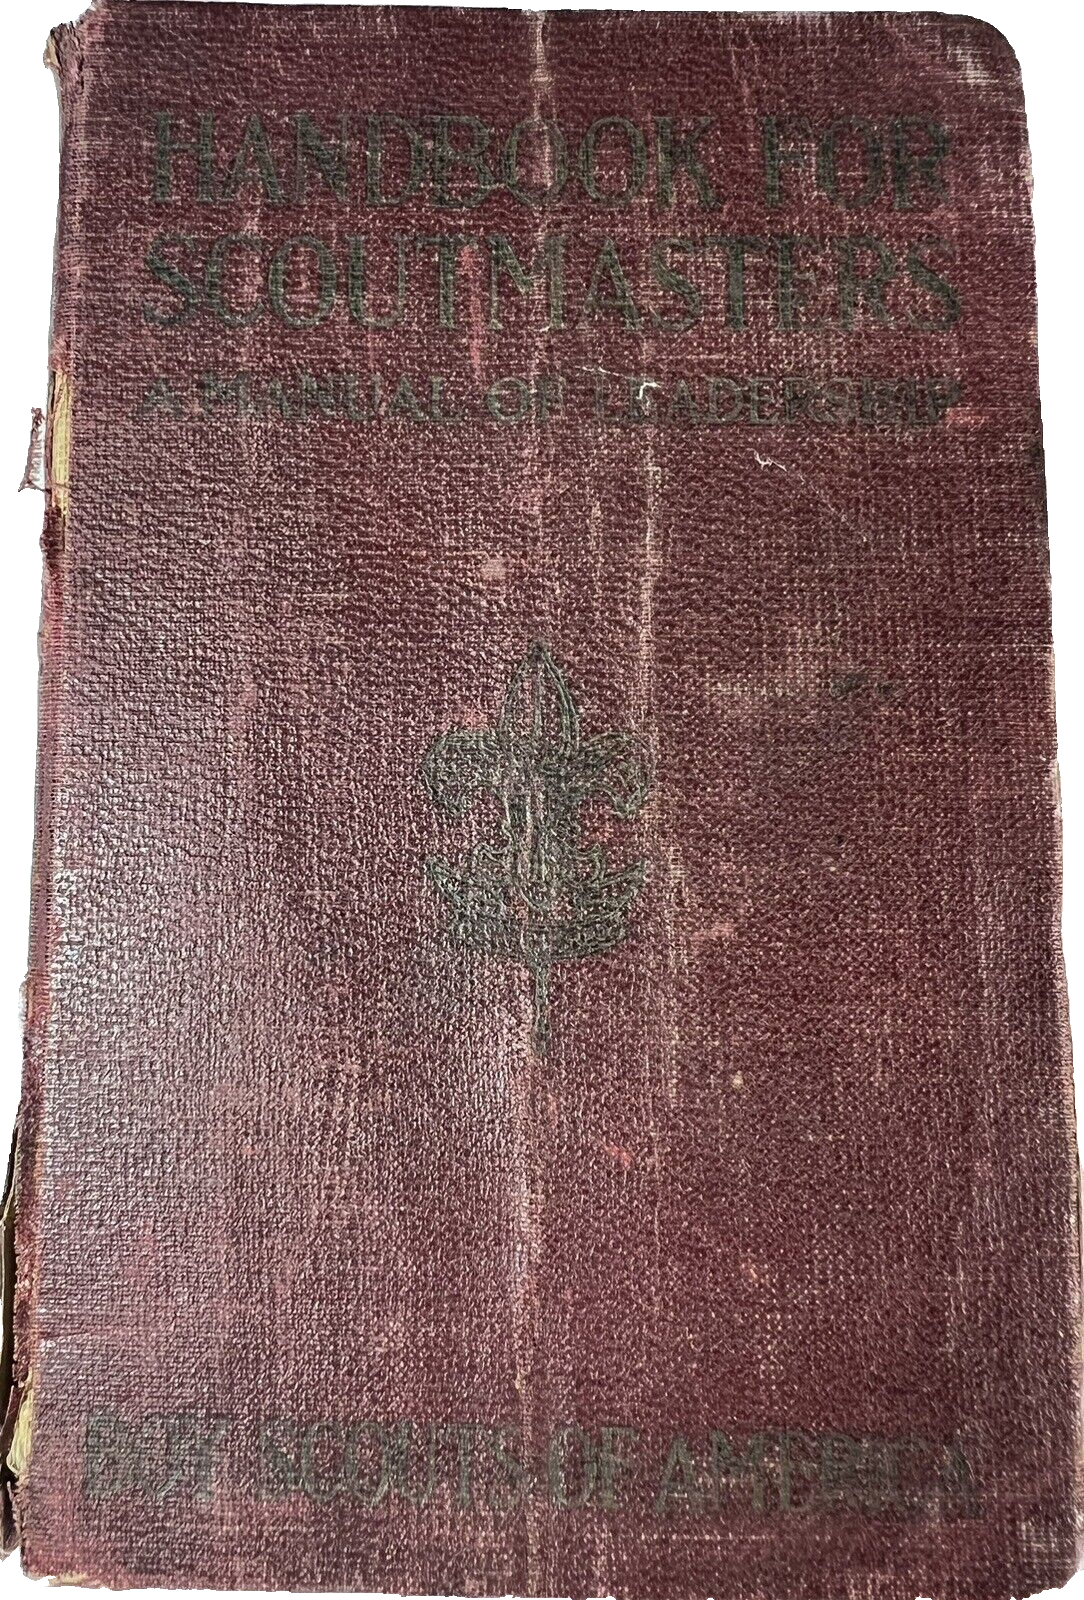 HANDBOOK FOR
SCOUTMASTERS
A MANUAL OF LEADERSHIP
BOY SCOUTS OF AMERICA